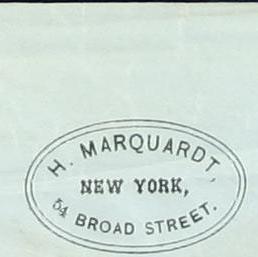 H. MARQUARDT,
NEW YORK,
54 BROAD STREET.